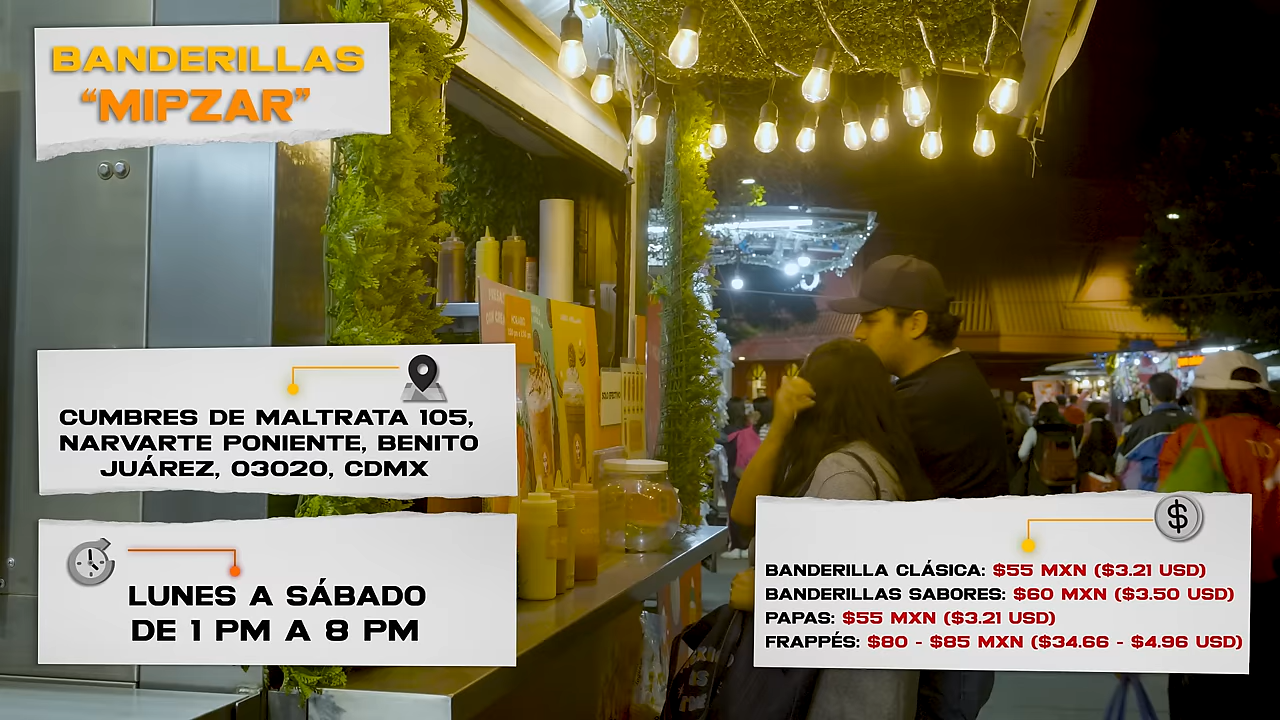 BANDERILLAS
“MIPZAR”
CUMBRES DE MALTRATA 105,
NARVARTE PONIENTE, BENITO
JUÁREZ, 03020, CDMX
LUNES A SÁBADO
DE 1 PM A 8 PM
$
BANDERILLA CLÁSICA: $55 MXN ($3.21 USD)
BANDERILLAS SABORES: $60 MXN ($3.50 USD)
PAPAS: $55 MXN ($3.21 USD)
FRAPPÉS: $80 - $85 MXN ($34.66 - $4.96 USD)
SOLO EFECTIVO